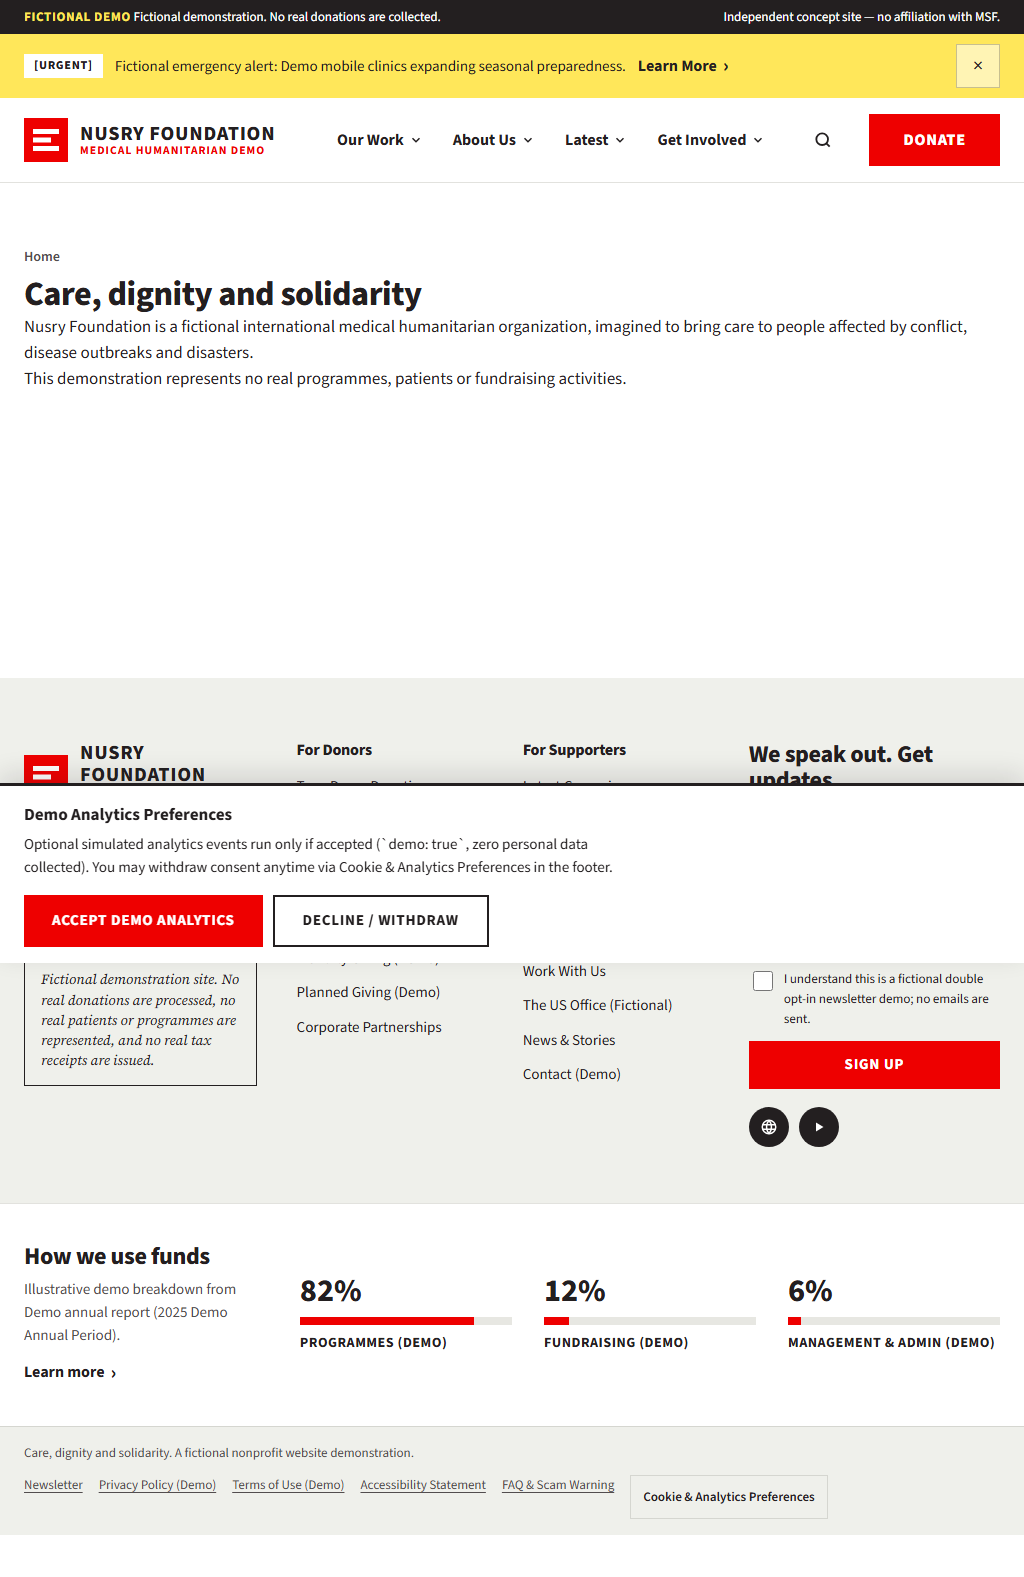 FICTIONAL DEMO Fictional demonstration. No real donations are collected.
Independent concept site — no affiliation with MSF.
[URGENT] Fictional emergency alert: Demo mobile clinics expanding seasonal preparedness. Learn More ›
×
NUSRY FOUNDATION
MEDICAL HUMANITARIAN DEMO
Our Work
About Us
Latest
Get Involved
DONATE
Home
Care, dignity and solidarity
Nusry Foundation is a fictional international medical humanitarian organization, imagined to bring care to people affected by conflict,
disease outbreaks and disasters.
This demonstration represents no real programmes, patients or fundraising activities.
NUSRY
FOUNDATION
For Donors
For Supporters
We speak out. Get
updates
Demo Analytics Preferences
Optional simulated analytics events run only if accepted (`demo: true`, zero personal data
collected). You may withdraw consent anytime via Cookie & Analytics Preferences in the footer.
ACCEPT DEMO ANALYTICS
DECLINE / WITHDRAW
Fictional demonstration site. No
real donations are processed, no
real patients or programmes are
represented, and no real tax
receipts are issued.
Planned Giving (Demo)
Corporate Partnerships
Work With Us
The US Office (Fictional)
News & Stories
Contact (Demo)
I understand this is a fictional double
opt-in newsletter demo; no emails are
sent.
SIGN UP
How we use funds
Illustrative demo breakdown from
Demo annual report (2025 Demo
Annual Period).
Learn more ›
82%
PROGRAMMES (DEMO)
12%
FUNDRAISING (DEMO)
6%
MANAGEMENT & ADMIN (DEMO)
Care, dignity and solidarity. A fictional nonprofit website demonstration.
Newsletter
Privacy Policy (Demo)
Terms of Use (Demo)
Accessibility Statement
FAQ & Scam Warning
Cookie & Analytics Preferences